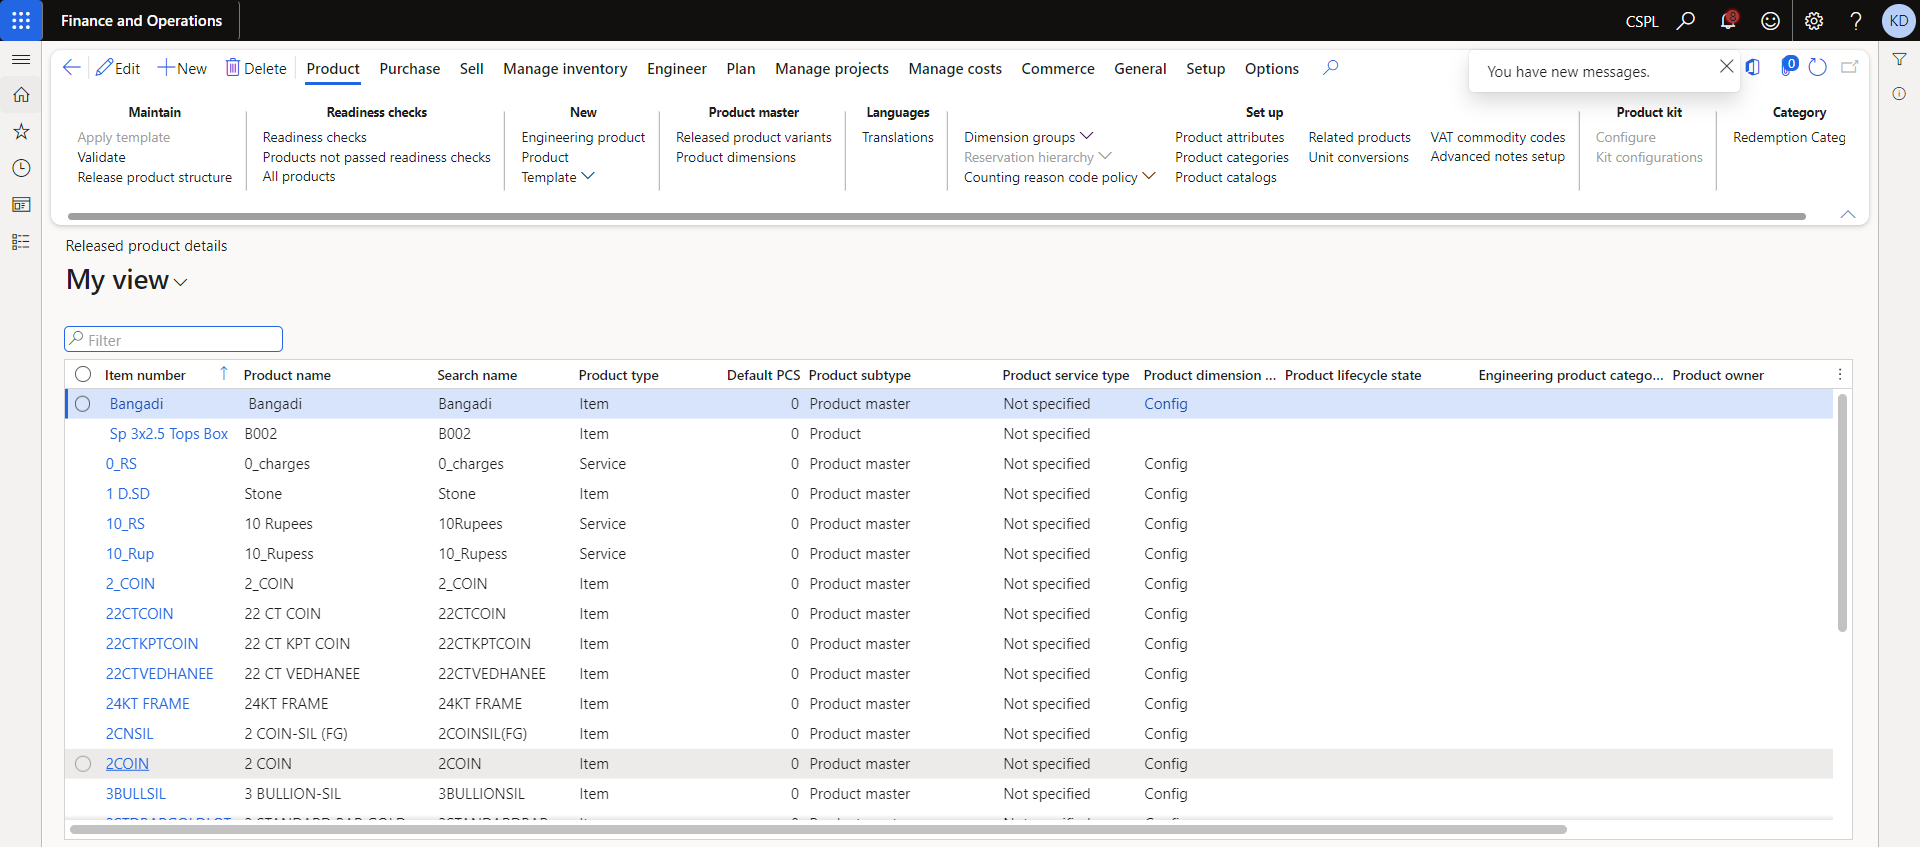 Finance and Operations
CSPL
8
KD
Edit
New
Delete
Product
Purchase
Sell
Manage inventory
Engineer
Plan
Manage projects
Manage costs
Commerce
General
Setup
Options
You have new messages.
0
Maintain
Apply template
Validate
Release product structure
Readiness checks
Readiness checks
Products not passed readiness checks
All products
New
Engineering product
Product
Template
Product master
Released product variants
Product dimensions
Languages
Translations
Set up
Dimension groups
Reservation hierarchy
Counting reason code policy
Product attributes
Product categories
Product catalogs
Related products
Unit conversions
VAT commodity codes
Advanced notes setup
Product kit
Configure
Kit configurations
Category
Redemption Categ
Released product details
My view
Filter
Item number Product name Search name Product type Default PCS Product subtype Product service type Product dimension ... Product lifecycle state Engineering product catego... Product owner
Bangadi Bangadi Bangadi Item 0 Product master Not specified Config
Sp 3x2.5 Tops Box B002 B002 Item 0 Product Not specified
0_RS 0_charges 0_charges Service 0 Product master Not specified Config
1 D.SD Stone Stone Item 0 Product master Not specified Config
10_RS 10 Rupees 10Rupees Service 0 Product master Not specified Config
10_Rup 10_Rupess 10_Rupess Service 0 Product master Not specified Config
2_COIN 2_COIN 2_COIN Item 0 Product master Not specified Config
22CTCOIN 22 CT COIN 22CTCOIN Item 0 Product master Not specified Config
22CTKPTCOIN 22 CT KPT COIN 22CTKPTCOIN Item 0 Product master Not specified Config
22CTVEDHANEE 22 CT VEDHANEE 22CTVEDHANEE Item 0 Product master Not specified Config
24KT FRAME 24KT FRAME 24KT FRAME Item 0 Product master Not specified Config
2CNSIL 2 COIN-SIL (FG) 2COINSIL(FG) Item 0 Product master Not specified Config
2COIN 2 COIN 2COIN Item 0 Product master Not specified Config
3BULLSIL 3 BULLION-SIL 3BULLIONSIL Item 0 Product master Not specified Config